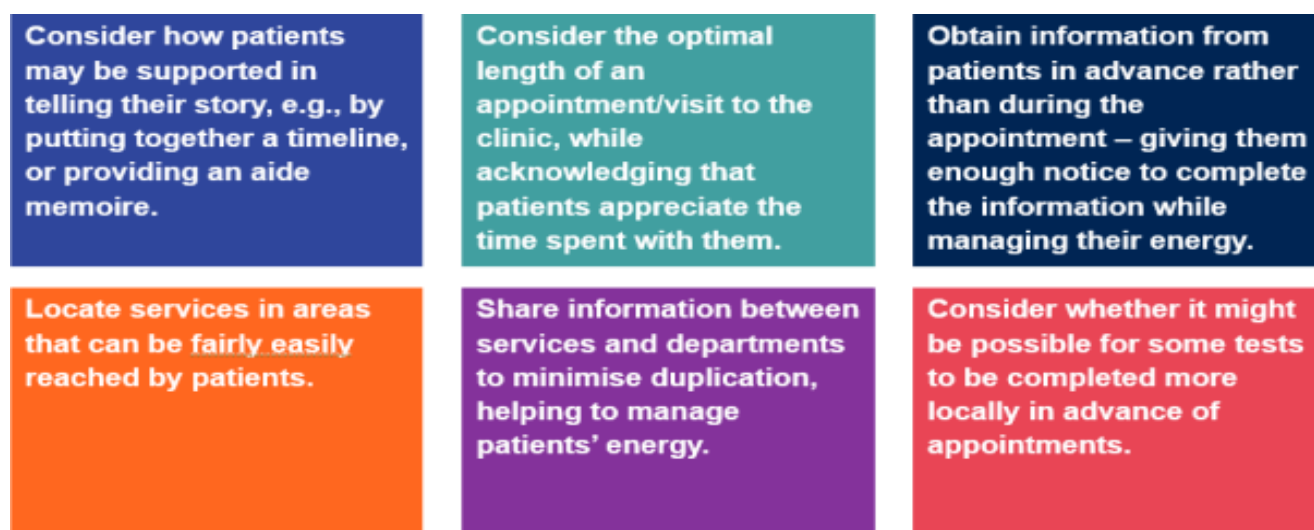 Consider how patients
may be supported in
telling their story, e.g., by
putting together a timeline,
or providing an aide
memoire.
Consider the optimal
length of an
appointment/visit to the
clinic, while
acknowledging that
patients appreciate the
time spent with them.
Obtain information from
patients in advance rather
than during the
appointment – giving them
enough notice to complete
the information while
managing their energy.
Locate services in areas
that can be fairly easily
reached by patients.
Share information between
services and departments
to minimise duplication,
helping to manage
patients’ energy.
Consider whether it might
be possible for some tests
to be completed more
locally in advance of
appointments.